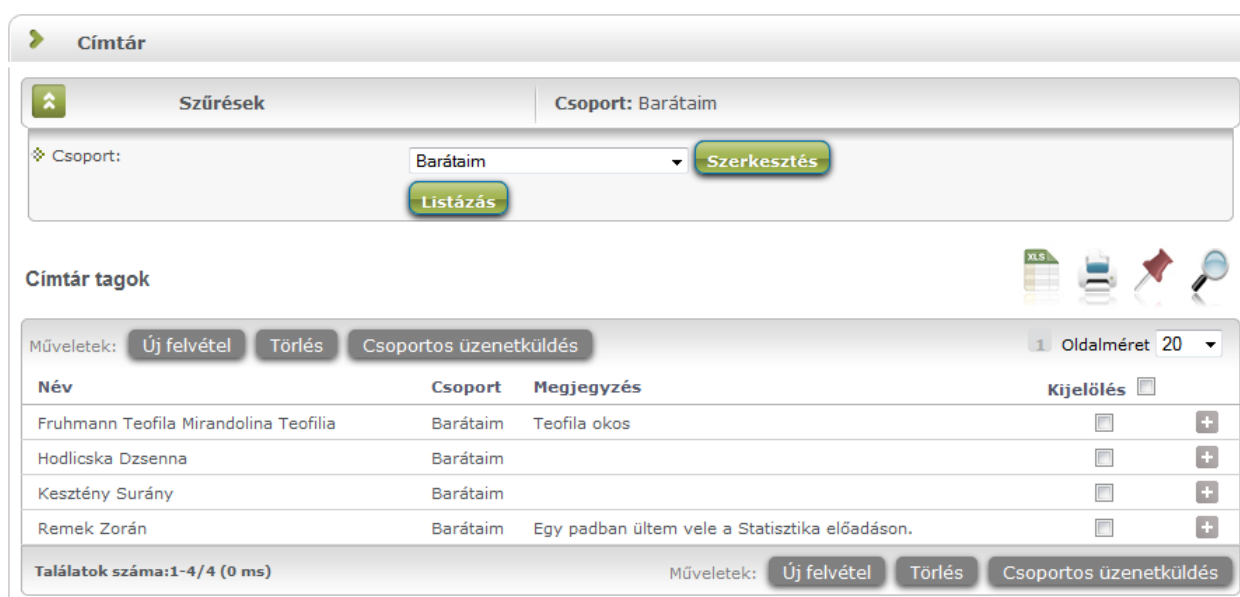 Címtár
Szűrések Csoport: Barátaim
Csoport: Barátaim Szerkesztés
Listázás
XLS
Címtár tagok
Műveletek: Új felvétel Törlés Csoportos üzenetküldés 1 Oldalméret 20
Név Csoport Megjegyzés Kijelölés
Fruhmann Teofila Mirandolina Teofilia Barátaim Teofila okos
Hodlicska Dzsenna Barátaim
Kesztény Surány Barátaim
Remek Zorán Barátaim Egy padban ültem vele a Statisztika előadáson.
Találatok száma:1-4/4 (0 ms) Műveletek: Új felvétel Törlés Csoportos üzenetküldés